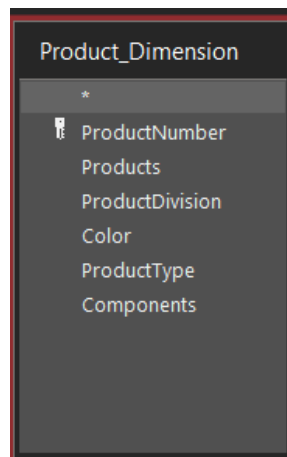 Product_Dimension
*
ProductNumber
Products
ProductDivision
Color
ProductType
Components